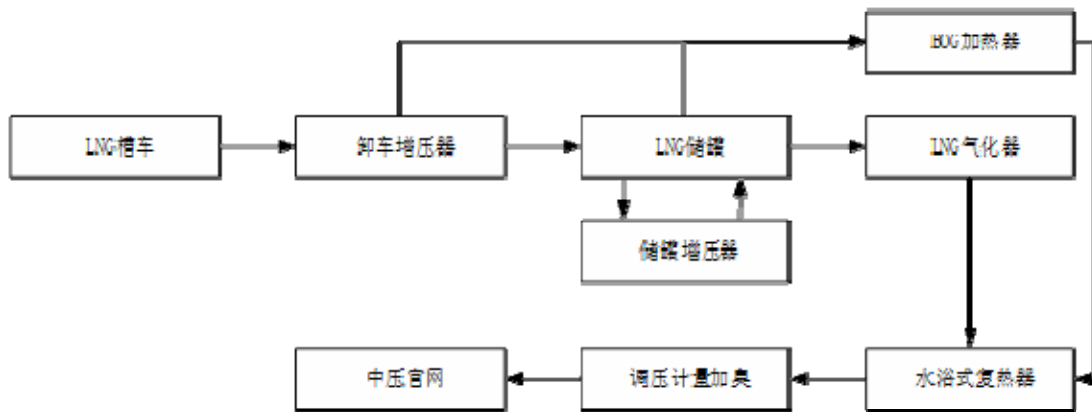 BOG加热器
LNG槽车
卸车增压器
LNG储罐
LNG气化器
储罐增压器
中压官网
调压计量加臭
水浴式复热器